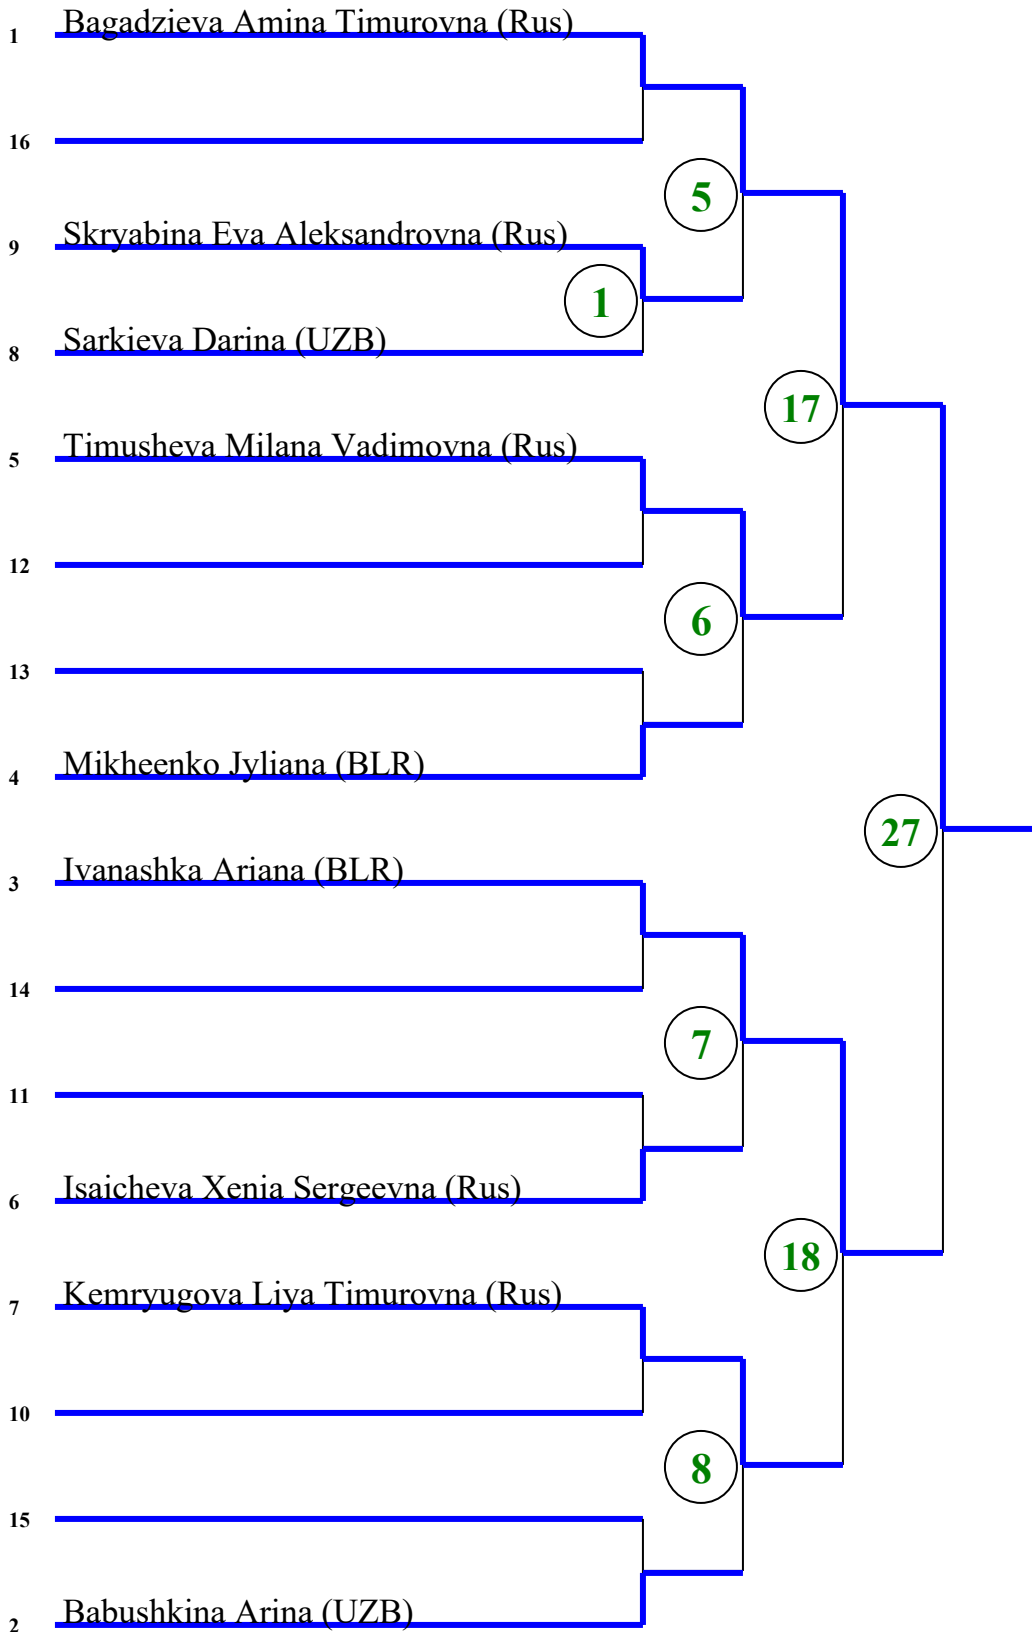 1 Bagadzieva Amina Timurovna (Rus)
16
5
9 Skryabina Eva Aleksandrovna (Rus)
1
8 Sarkieva Darina (UZB)
17
5 Timusheva Milana Vadimovna (Rus)
12
6
13
4 Mikheenko Jyliana (BLR)
27
3 Ivanashka Ariana (BLR)
14
7
11
6 Isaicheva Xenia Sergeevna (Rus)
18
7 Kemryugova Liya Timurovna (Rus)
10
8
15
2 Babushkina Arina (UZB)